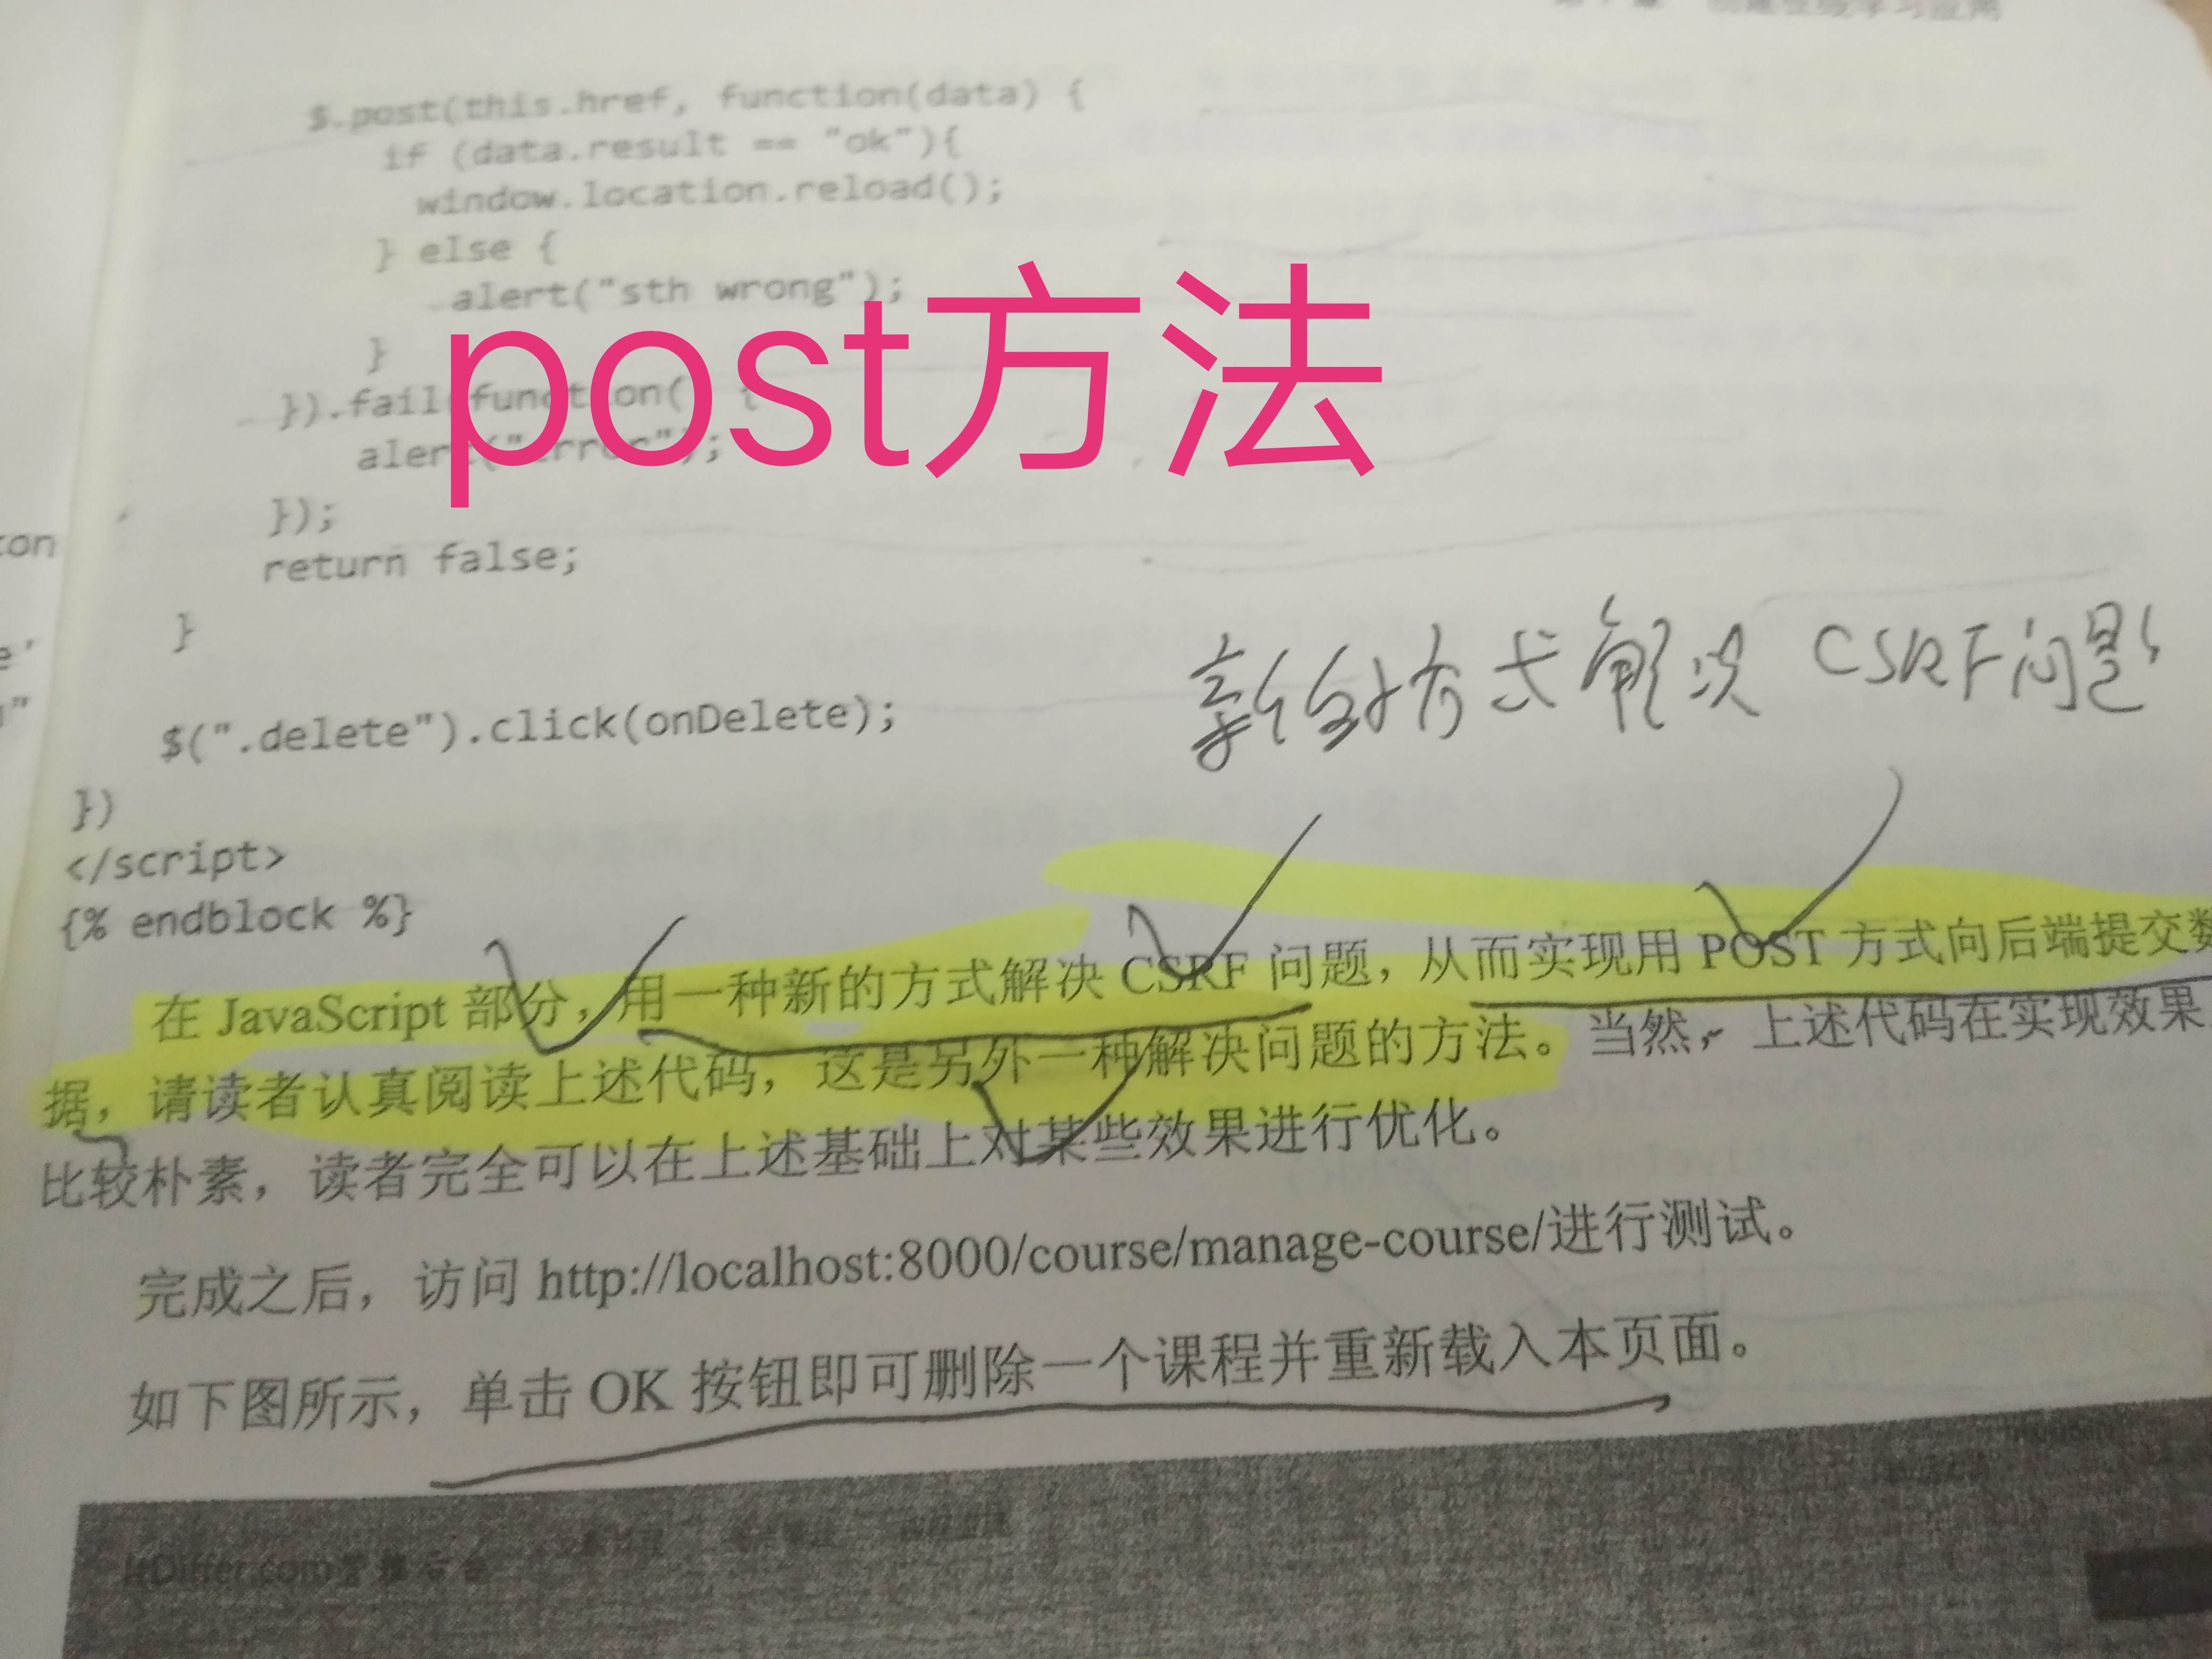 $.post(this.href, function(data) {
if (data.result == "ok"){
window.location.reload();
} else {
alert("sth wrong");
}
post方法
}).fail(function( {
alert("error");
});
return false;
}
新的方式解决 CSRF问题
$(".delete").click(onDelete);
})
</script>
{% endblock %}
在 JavaScript 部分，用一种新的方式解决 CSRF 问题，从而实现用 POST 方式向后端提交数
据，请读者认真阅读上述代码，这是另外一种解决问题的方法。当然，上述代码在实现效果
比较朴素，读者完全可以在上述基础上对某些效果进行优化。
完成之后，访问 http://localhost:8000/course/manage-course/进行测试。
如下图所示，单击 OK 按钮即可删除一个课程并重新载入本页面。